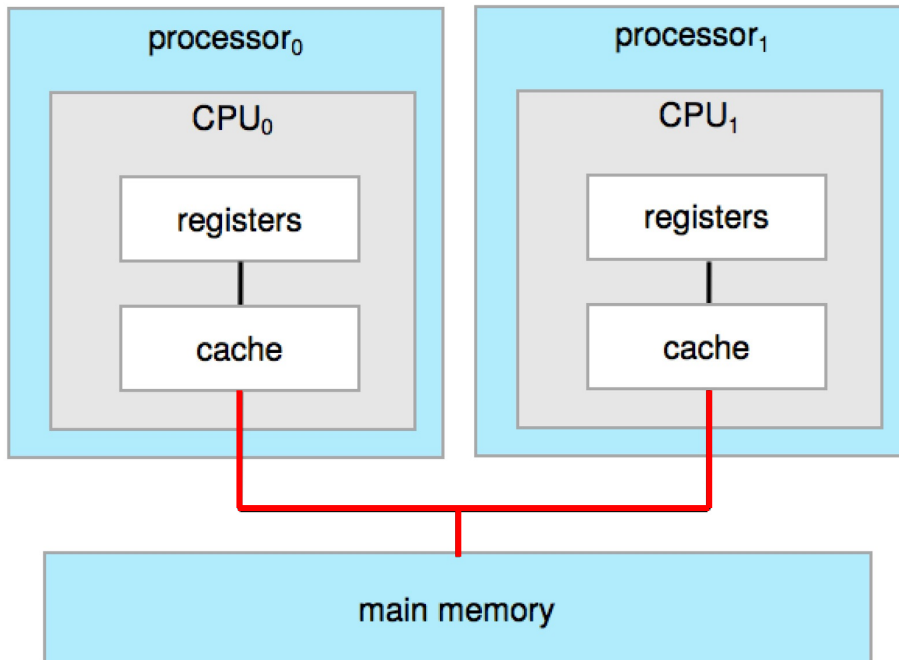 processor₀
processor₁
CPU₀
CPU₁
registers
registers
cache
cache
main memory